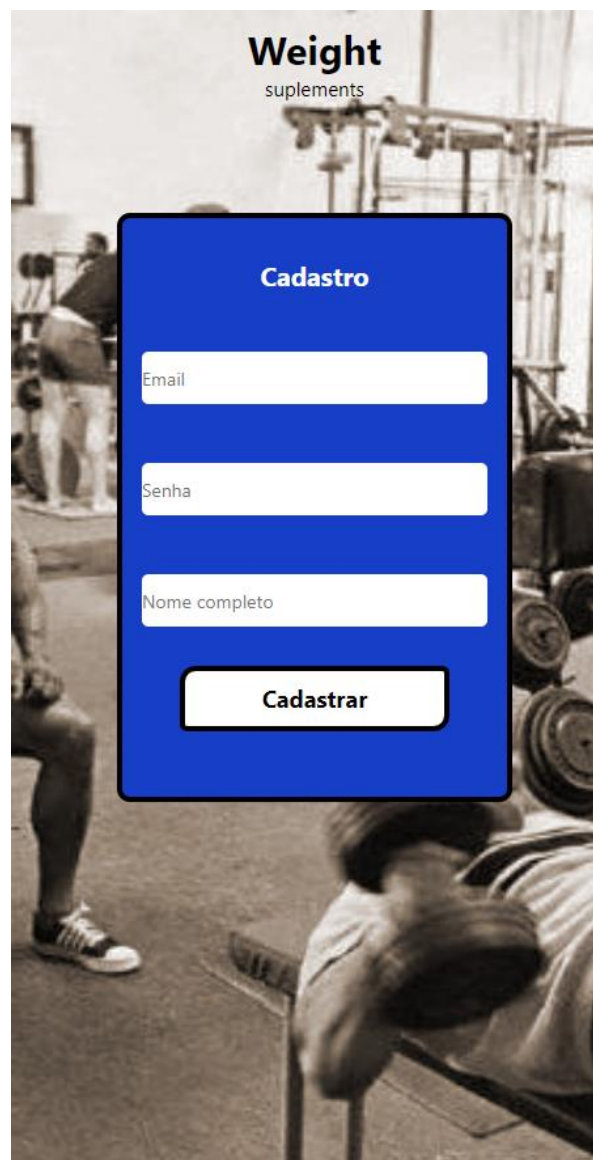 Weight
suplements
Cadastro
Email
Senha
Nome completo
Cadastrar